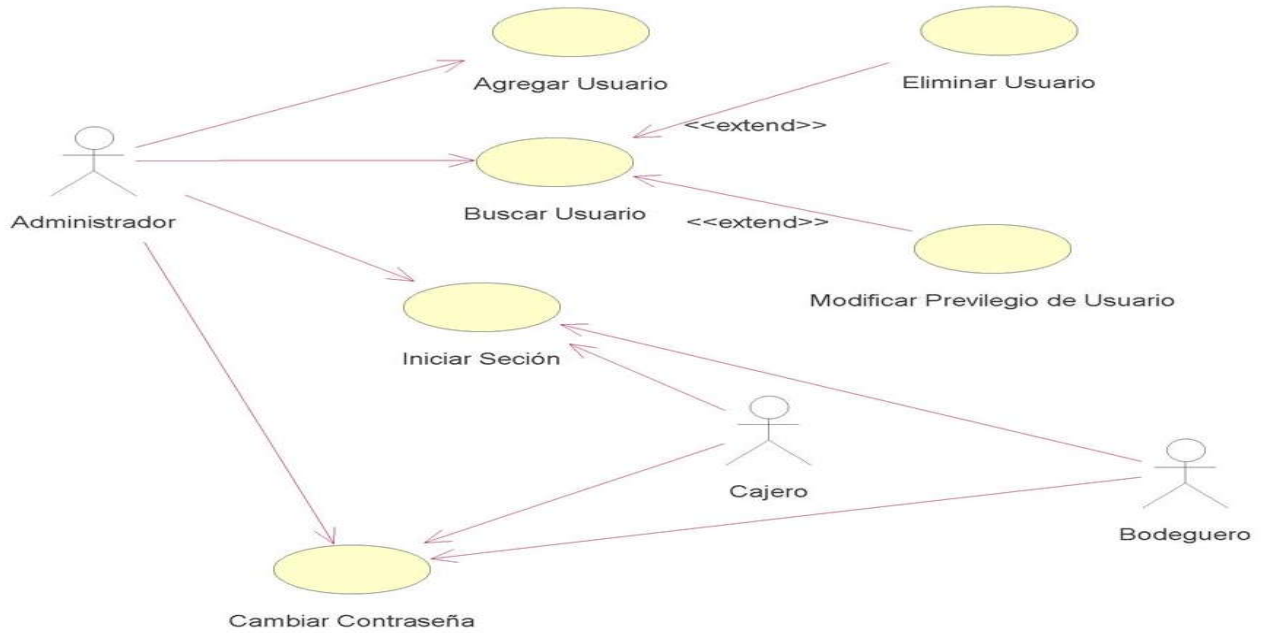 Agregar Usuario
Eliminar Usuario
<<extend>>
Administrador
Buscar Usuario
<<extend>>
Modificar Previlegio de Usuario
Iniciar Seción
Cajero
Bodeguero
Cambiar Contraseña